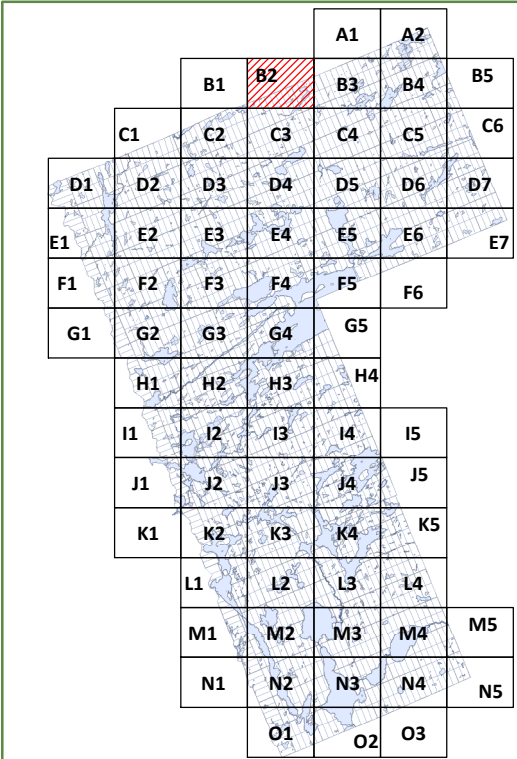 A1 A2
B1 B2 B3 B4 B5
C1 C2 C3 C4 C5 C6
D1 D2 D3 D4 D5 D6 D7
E1 E2 E3 E4 E5 E6 E7
F1 F2 F3 F4 F5 F6
G1 G2 G3 G4 G5
H1 H2 H3 H4
I1 I2 I3 I4 I5
J1 J2 J3 J4 J5
K1 K2 K3 K4 K5
L1 L2 L3 L4
M1 M2 M3 M4 M5
N1 N2 N3 N4 N5
O1 O2 O3